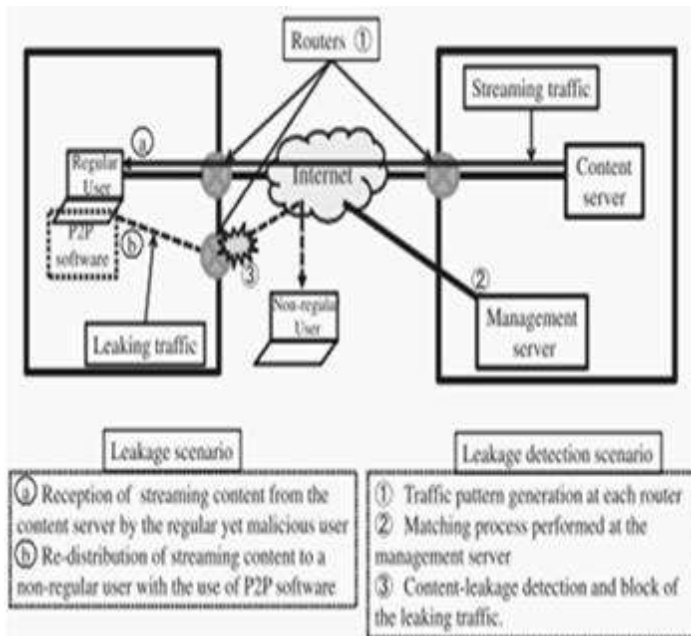 Routers ①
Streaming traffic
ⓐ
Regular
User
Internet
Content
server
P2P
software
ⓑ
③
②
Non-regular
User
Management
server
Leaking traffic
Leakage scenario
Leakage detection scenario
ⓐ Reception of streaming content from the
content server by the regular yet malicious user
ⓑ Re-distribution of streaming content to a
non-regular user with the use of P2P software
① Traffic pattern generation at each router
② Matching process performed at the
management server
③ Content-leakage detection and block of
the leaking traffic.